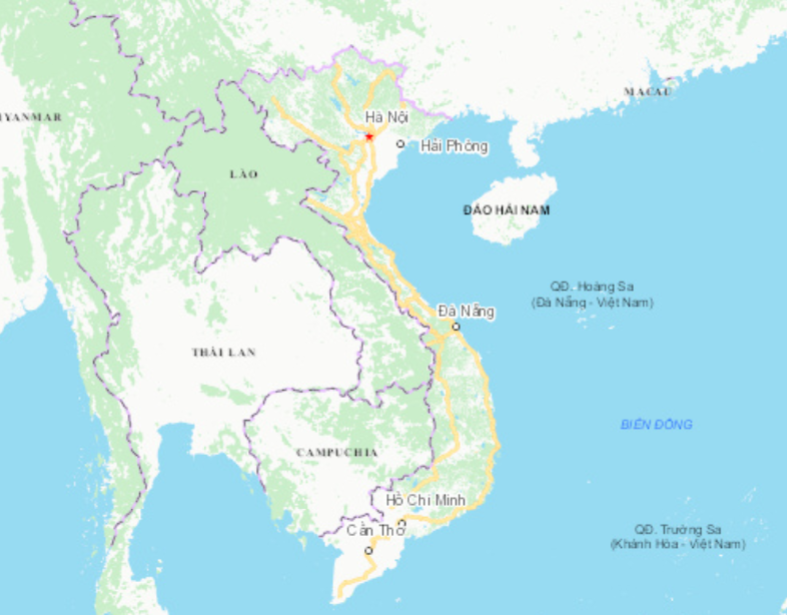 MACAU
YANMAR
Hà Nội
Hải Phòng
LÀO
ĐẢO HẢI NAM
QĐ. Hoàng Sa
(Đà Nẵng - Việt Nam)
Đà Nẵng
THÁI LAN
BIỂN ĐÔNG
CAMPUCHIA
Hồ Chí Minh
Cần Thơ
QĐ. Trường Sa
(Khánh Hòa - Việt Nam)